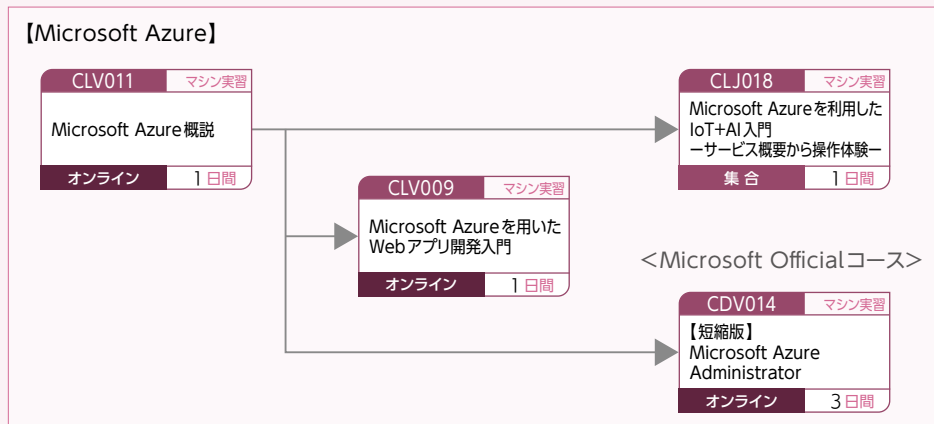 【Microsoft Azure】
CLV011 マシン実習
Microsoft Azure概説
オンライン 1日間
CLJ018 マシン実習
Microsoft Azureを利用した
IoT+AI入門
ーサービス概要から操作体験ー
集合 1日間
CLV009 マシン実習
Microsoft Azureを用いた
Webアプリ開発入門
オンライン 1日間
＜Microsoft Officialコース＞
CDV014 マシン実習
【短縮版】
Microsoft Azure
Administrator
オンライン 3日間